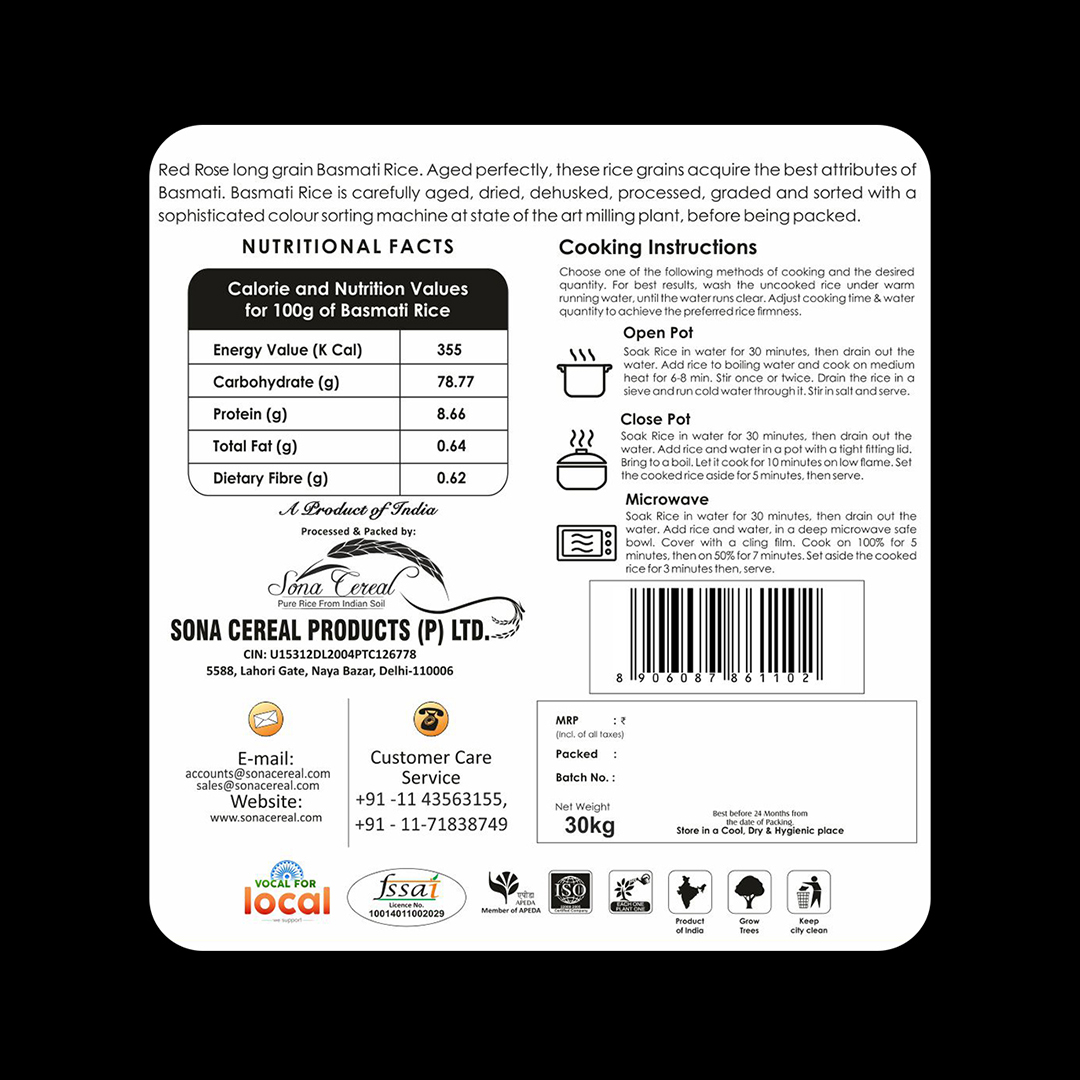 Red Rose long grain Basmati Rice. Aged perfectly, these rice grains acquire the best attributes of
Basmati. Basmati Rice is carefully aged, dried, dehusked, processed, graded and sorted with a
sophisticated colour sorting machine at state of the art milling plant, before being packed.
NUTRITIONAL FACTS
Calorie and Nutrition Values
for 100g of Basmati Rice
Energy Value (K Cal) 355
Carbohydrate (g) 78.77
Protein (g) 8.66
Total Fat (g) 0.64
Dietary Fibre (g) 0.62
A Product of India
Processed & Packed by:
Sona Cereal
Pure Rice From Indian Soil
SONA CEREAL PRODUCTS (P) LTD.
CIN: U15312DL2004PTC126778
5588, Lahori Gate, Naya Bazar, Delhi-110006
E-mail:
accounts@sonacereal.com
sales@sonacereal.com
Website:
www.sonacereal.com
Customer Care
Service
+91 -11 43563155,
+91 - 11-71838749
Cooking Instructions
Choose one of the following methods of cooking and the desired
quantity. For best results, wash the uncooked rice under warm
running water, until the water runs clear. Adjust cooking time & water
quantity to achieve the preferred rice firmness.
Open Pot
Soak Rice in water for 30 minutes, then drain out the
water. Add rice to boiling water and cook on medium
heat for 6-8 min. Stir once or twice. Drain the rice in a
sieve and run cold water through it. Stir in salt and serve.
Close Pot
Soak Rice in water for 30 minutes, then drain out the
water. Add rice and water in a pot with a tight fitting lid.
Bring to a boil. Let it cook for 10 minutes on low flame. Set
the cooked rice aside for 5 minutes, then serve.
Microwave
Soak Rice in water for 30 minutes, then drain out the
water. Add rice and water, in a deep microwave safe
bowl. Cover with a cling film. Cook on 100% for 5
minutes, then on 50% for 7 minutes. Set aside the cooked
rice for 3 minutes then, serve.
8 906087 861102
MRP : ₹
(Incl. of all taxes)
Packed :
Batch No. :
Net Weight
30kg
Best before 24 Months from
the date of Packing.
Store in a Cool, Dry & Hygienic place
VOCAL FOR
local
we support
fssai
Licence No.
10014011002029
एपीडा
APEDA
Member of APEDA
ISO
Certified Company
EACH ONE
PLANT ONE
Product
of India
Grow
Trees
Keep
city clean